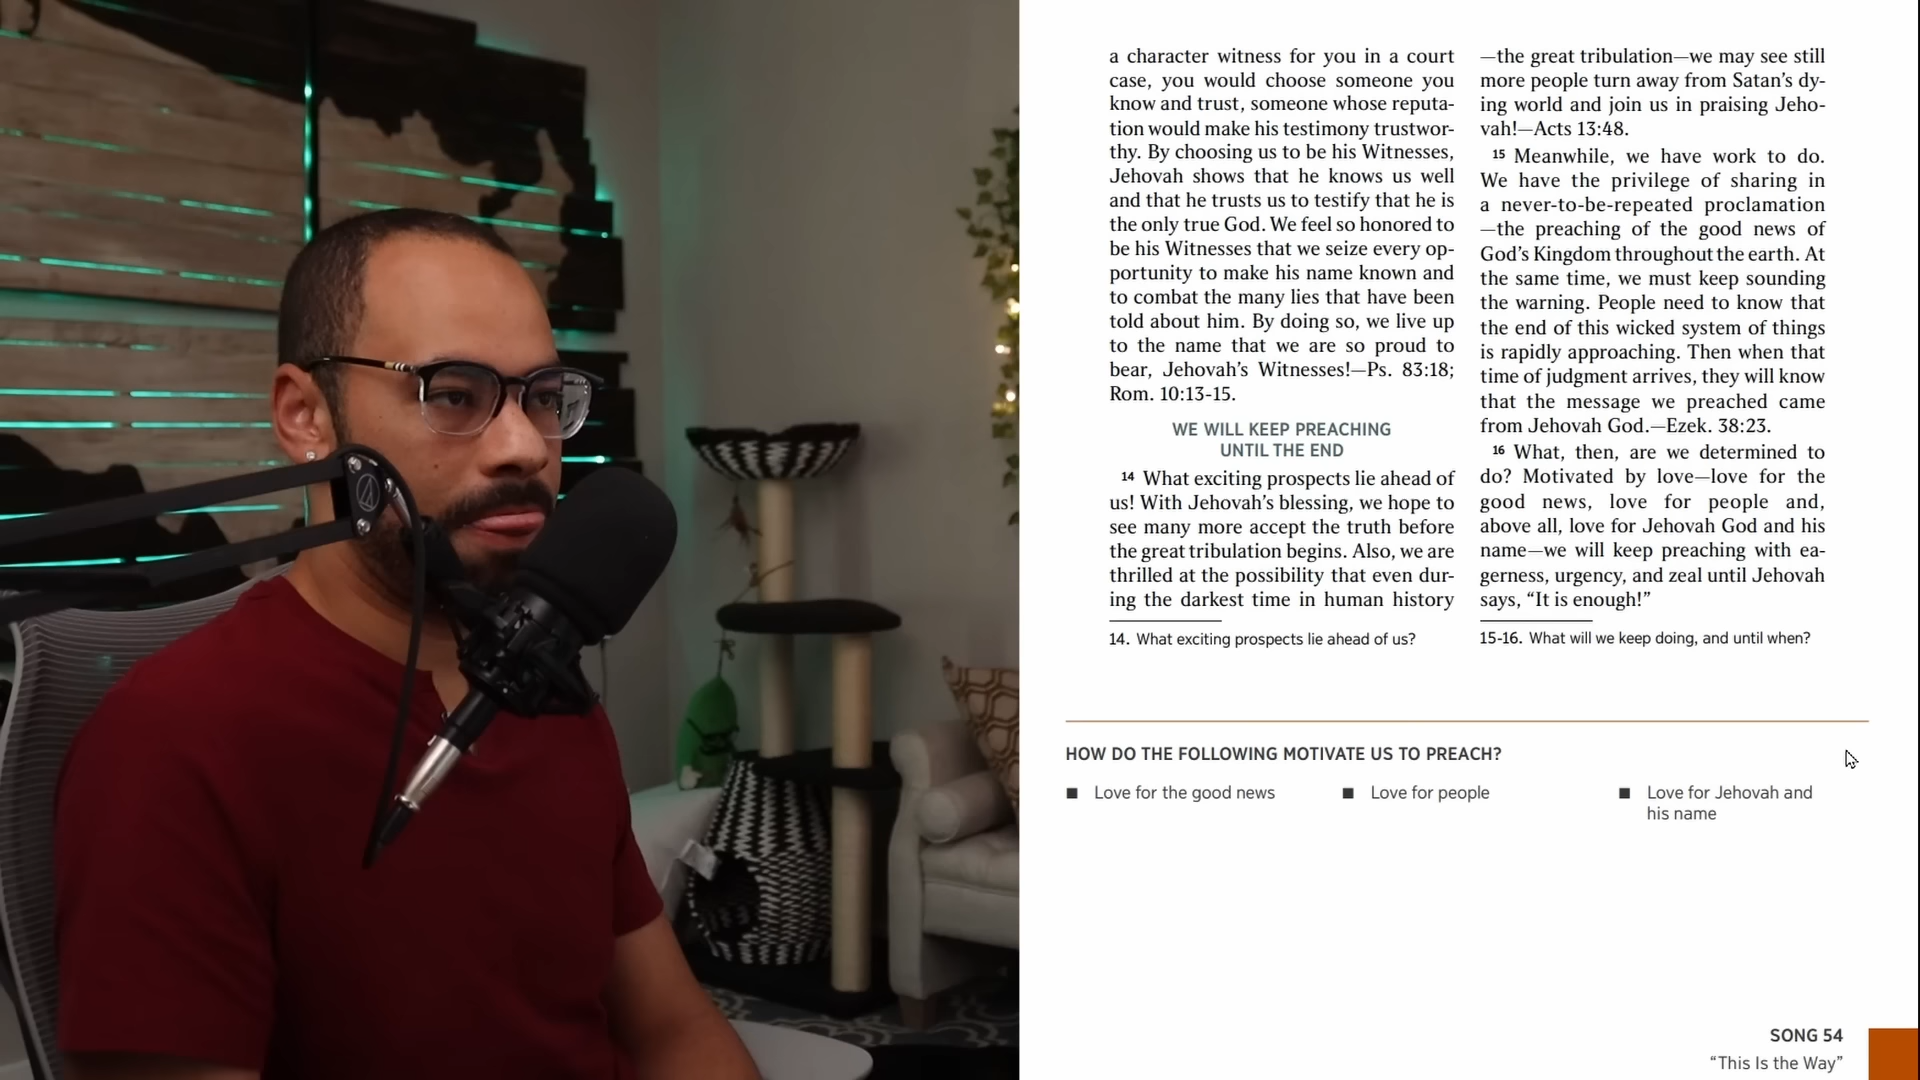 a character witness for you in a court
case, you would choose someone you
know and trust, someone whose reputa-
tion would make his testimony trustwor-
thy. By choosing us to be his Witnesses,
Jehovah shows that he knows us well
and that he trusts us to testify that he is
the only true God. We feel so honored to
be his Witnesses that we seize every op-
portunity to make his name known and
to combat the many lies that have been
told about him. By doing so, we live up
to the name that we are so proud to
bear, Jehovah’s Witnesses!—Ps. 83:18;
Rom. 10:13-15.
WE WILL KEEP PREACHING
UNTIL THE END
14 What exciting prospects lie ahead of
us! With Jehovah’s blessing, we hope to
see many more accept the truth before
the great tribulation begins. Also, we are
thrilled at the possibility that even dur-
ing the darkest time in human history
14. What exciting prospects lie ahead of us?
—the great tribulation—we may see still
more people turn away from Satan’s dy-
ing world and join us in praising Jeho-
vah!—Acts 13:48.
15 Meanwhile, we have work to do.
We have the privilege of sharing in
a never-to-be-repeated proclamation
—the preaching of the good news of
God’s Kingdom throughout the earth. At
the same time, we must keep sounding
the warning. People need to know that
the end of this wicked system of things
is rapidly approaching. Then when that
time of judgment arrives, they will know
that the message we preached came
from Jehovah God.—Ezek. 38:23.
16 What, then, are we determined to
do? Motivated by love—love for the
good news, love for people and,
above all, love for Jehovah God and his
name—we will keep preaching with ea-
gerness, urgency, and zeal until Jehovah
says, “It is enough!”
15-16. What will we keep doing, and until when?
HOW DO THE FOLLOWING MOTIVATE US TO PREACH?
■ Love for the good news
■ Love for people
■ Love for Jehovah and
his name
SONG 54
“This Is the Way”